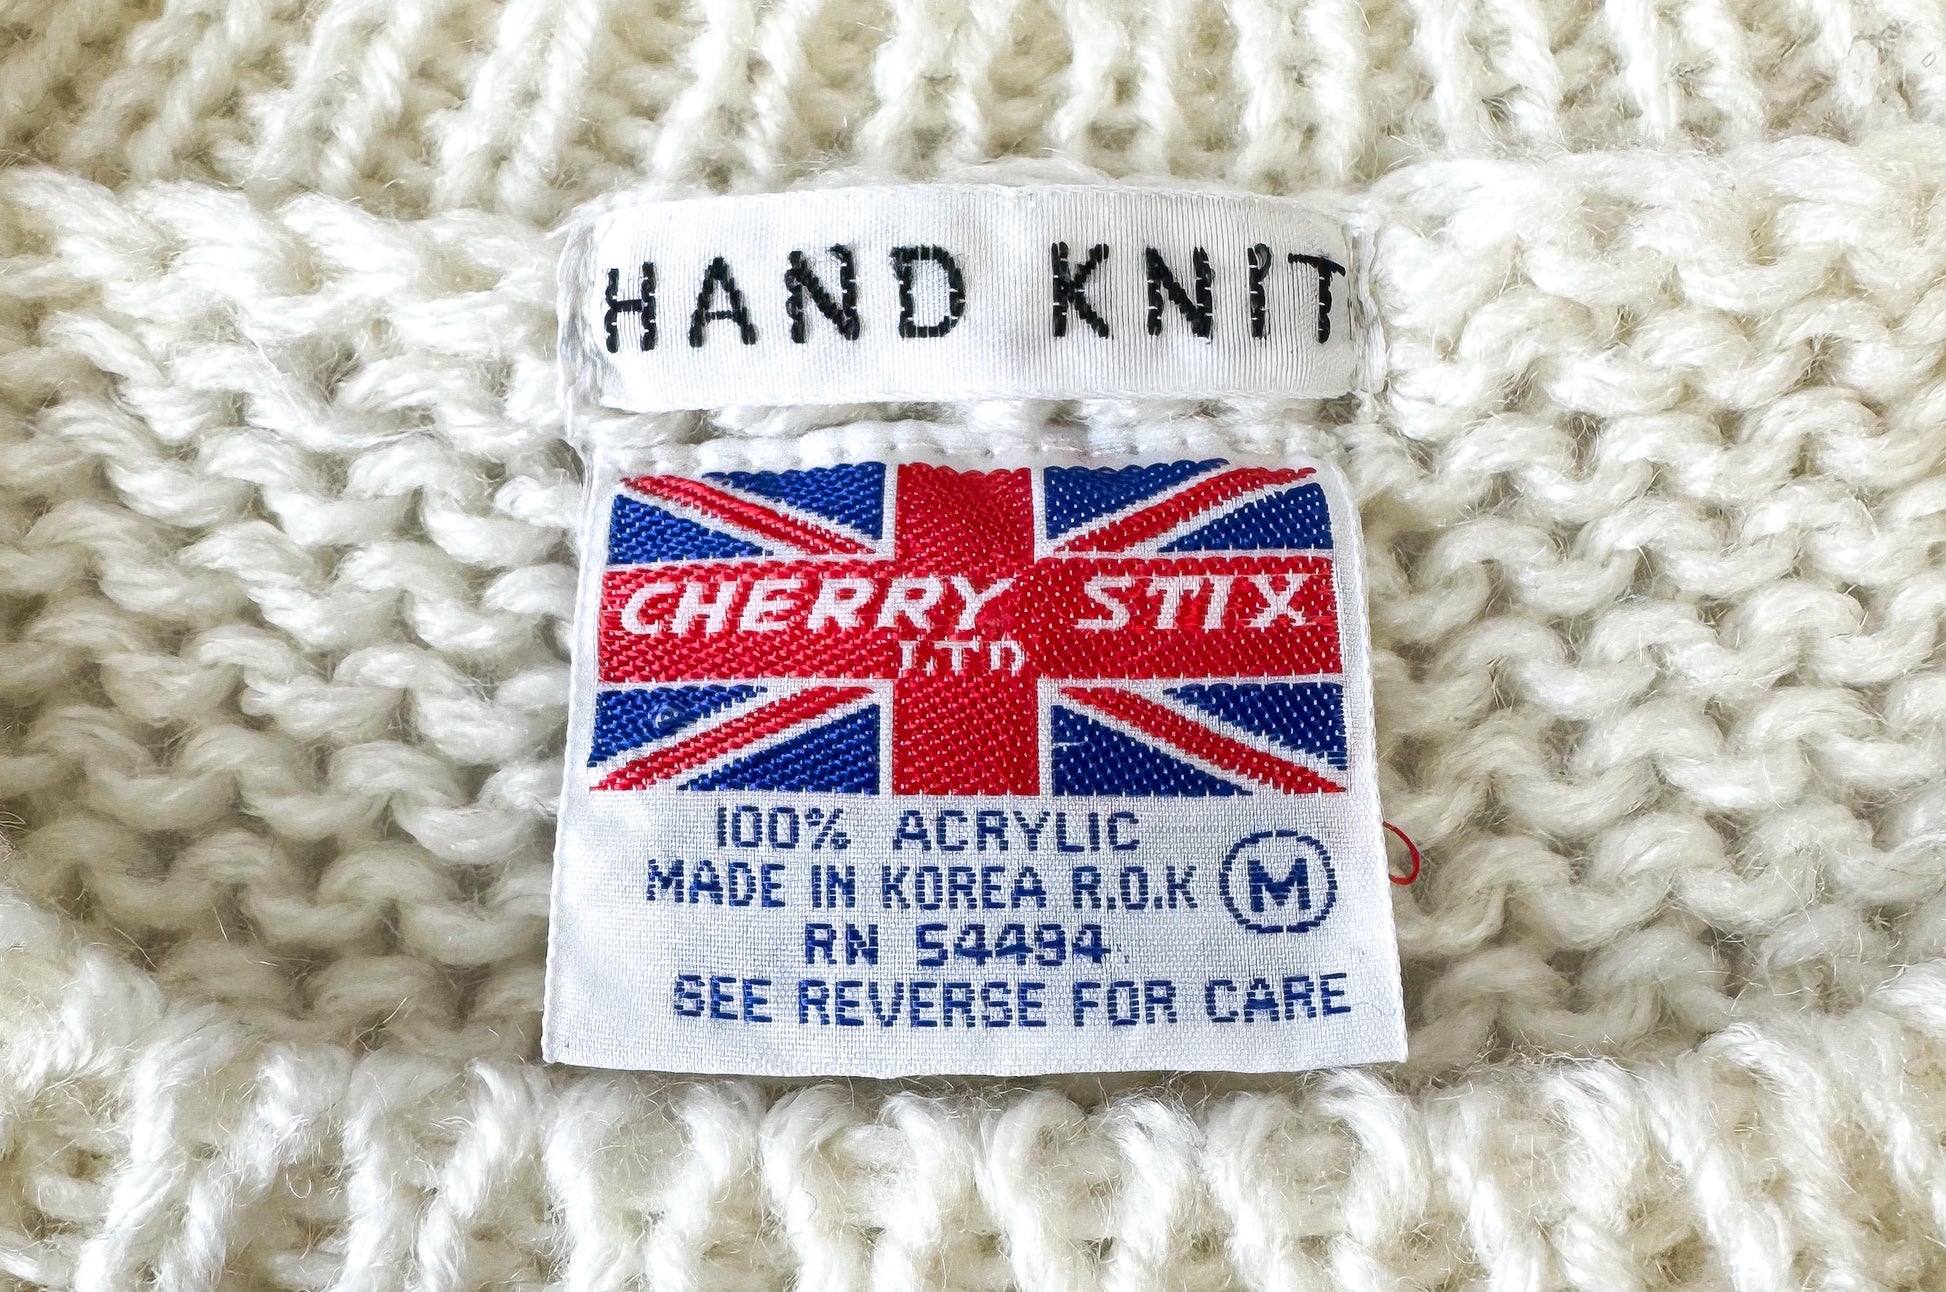 HAND KNIT
CHERRY STIX
LTD
100% ACRYLIC
MADE IN KOREA R.O.K
M
RN 54494
SEE REVERSE FOR CARE